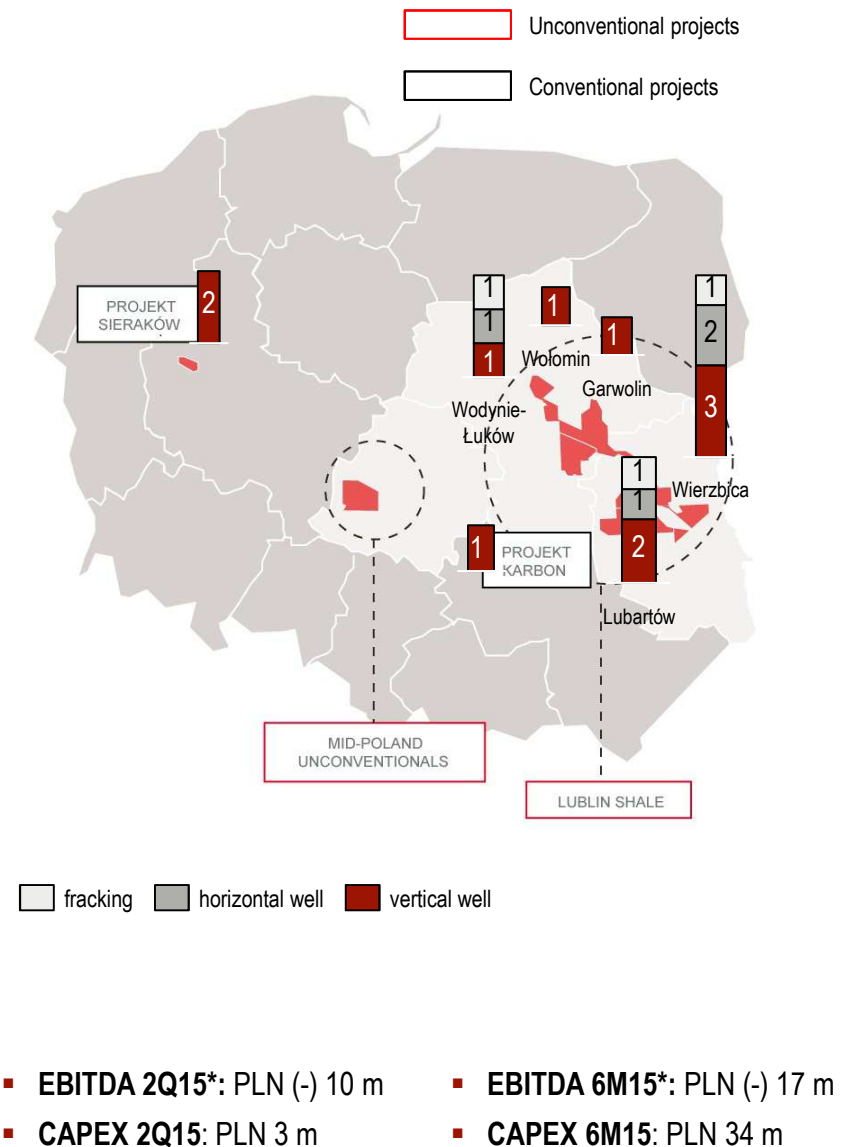 Unconventional projects
Conventional projects
PROJEKT
SIERAKÓW
2
1
1
1
1
1
1
2
3
Wołomin
Garwolin
Wodynie-
Łuków
1
1
2
Wierzbica
1
PROJEKT
KARBON
Lubartów
MID-POLAND
UNCONVENTIONALS
LUBLIN SHALE
fracking horizontal well vertical well
▪ EBITDA 2Q15*: PLN (-) 10 m
▪ CAPEX 2Q15: PLN 3 m
▪ EBITDA 6M15*: PLN (-) 17 m
▪ CAPEX 6M15: PLN 34 m